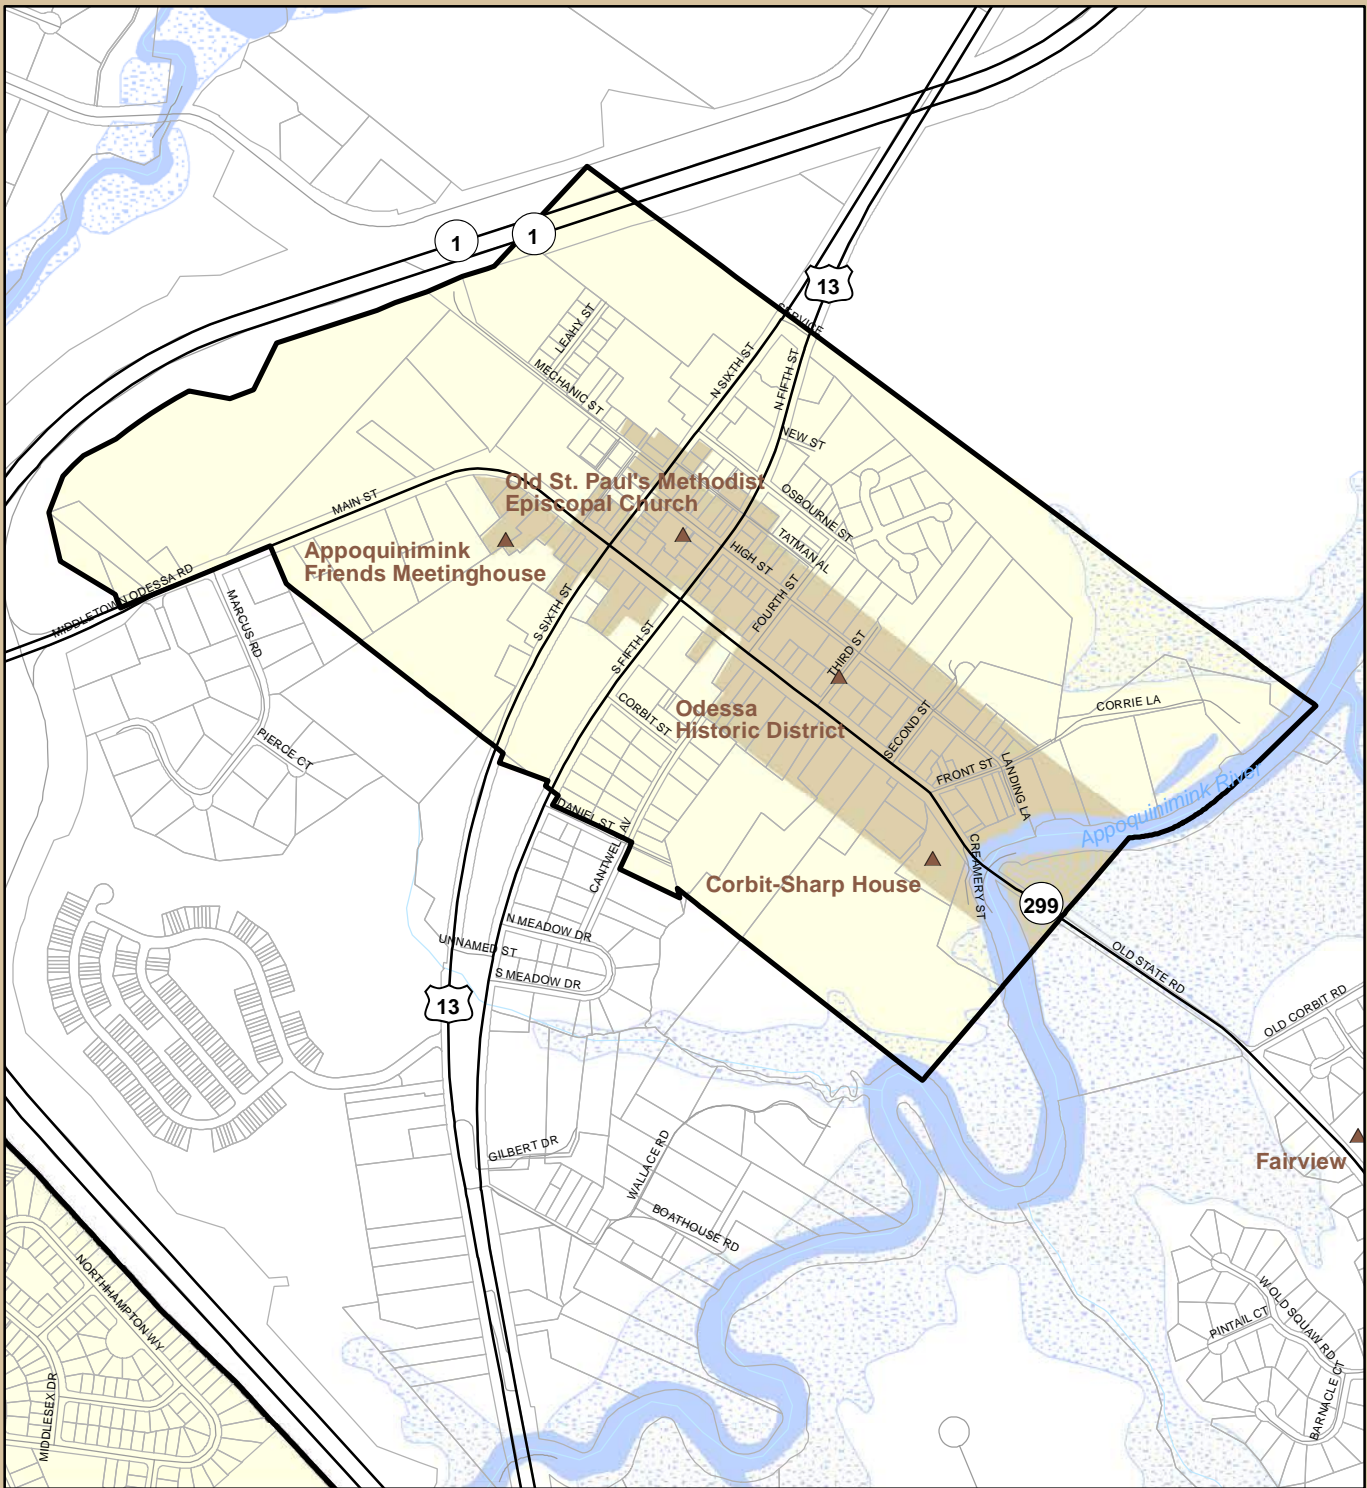 1
1
13
SERVICE
LEAHY ST
N SIXTH ST
N FIFTH ST
MECHANIC ST
NEW ST
MAIN ST
Old St. Paul's Methodist
Episcopal Church
OSBOURNE ST
TATMAN AL
HIGH ST
Appoquinimink
Friends Meetinghouse
MIDDLETOWN ODESSA RD
MARCUS RD
S SIXTH ST
FOURTH ST
S FIFTH ST
THIRD ST
CORBIT ST
Odessa
Historic District
CORRIE LA
SECOND ST
PIERCE CT
FRONT ST
LANDING LA
Appoquinimink River
DANIEL ST
CANTWELL AV
CREAMERY ST
Corbit-Sharp House
299
N MEADOW DR
UNNAMED ST
OLD STATE RD
S MEADOW DR
13
OLD CORBIT RD
GILBERT DR
WALLACE RD
Fairview
BOATHOUSE RD
NORTHHAMPTON WY
W OLD SQUAW RD
PINTAIL CT
MIDDLESEX DR
BARNACLE CT